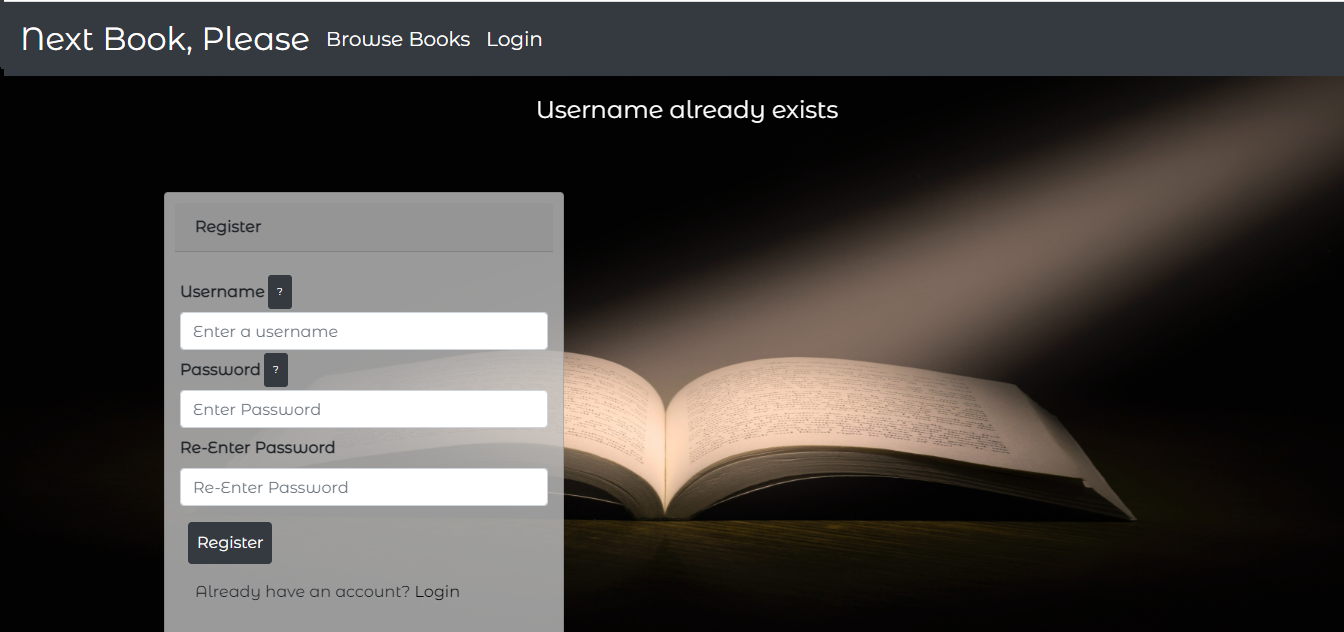 Next Book, Please Browse Books Login
Username already exists
Register
Username ?
Enter a username
Password ?
Enter Password
Re-Enter Password
Re-Enter Password
Register
Already have an account? Login